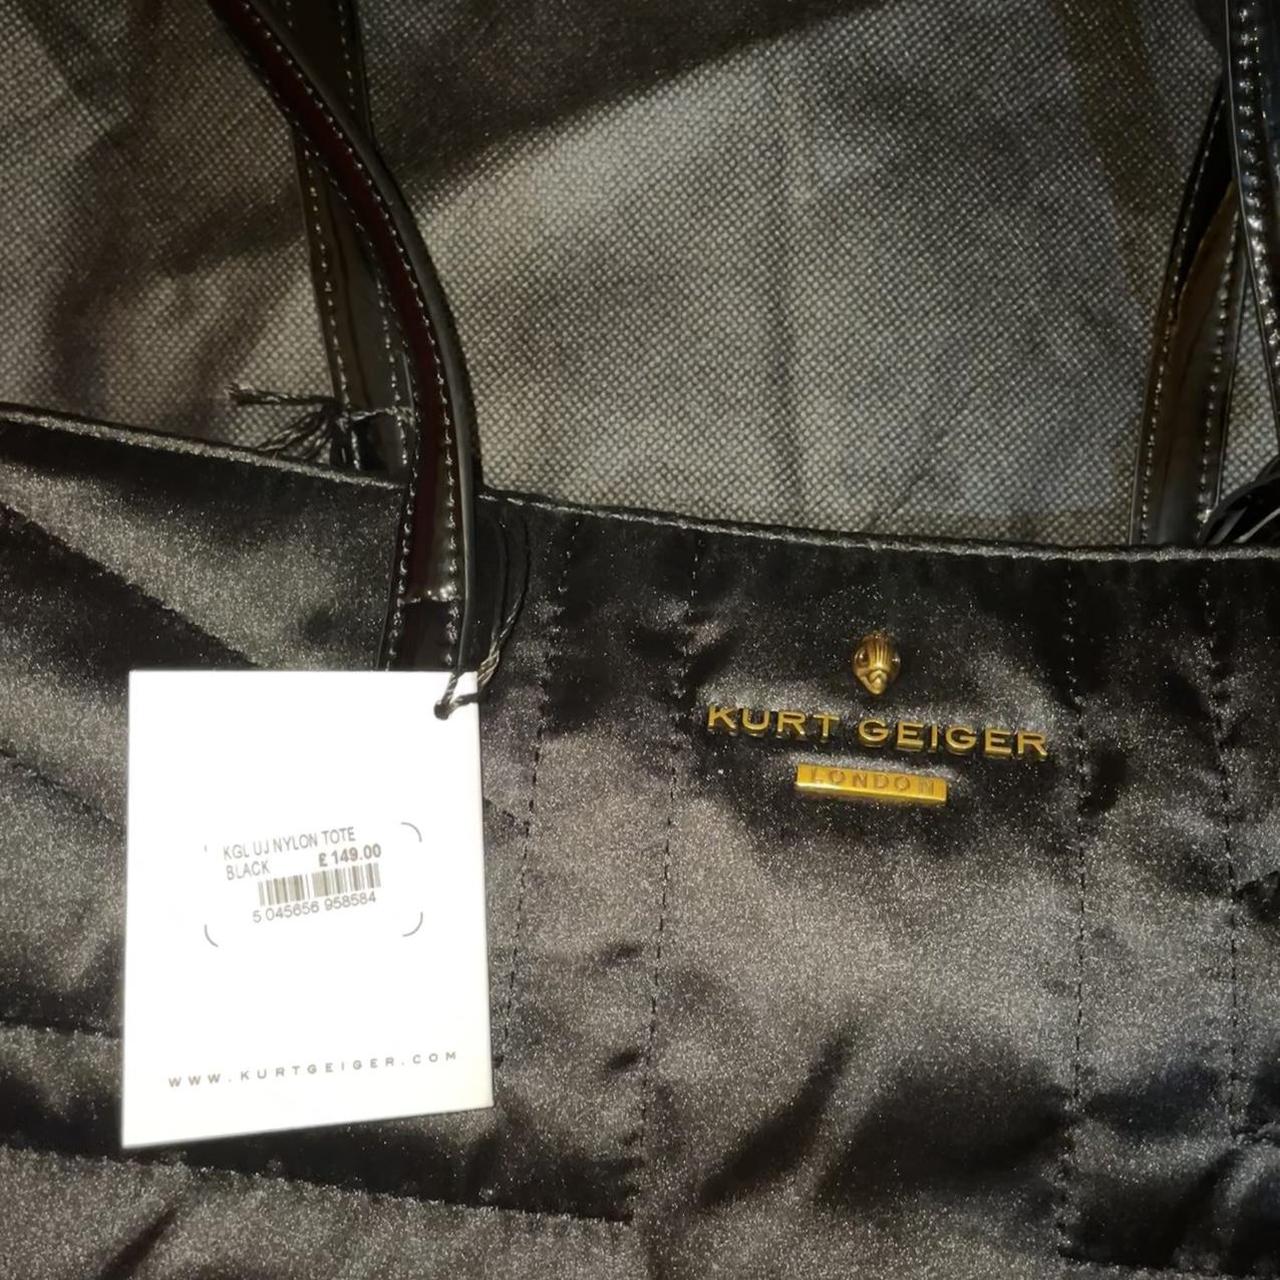 KURT GEIGER
LONDON
KGL UJ NYLON TOTE
BLACK £149.00
5 045656 958584
WWW.KURTGEIGER.COM